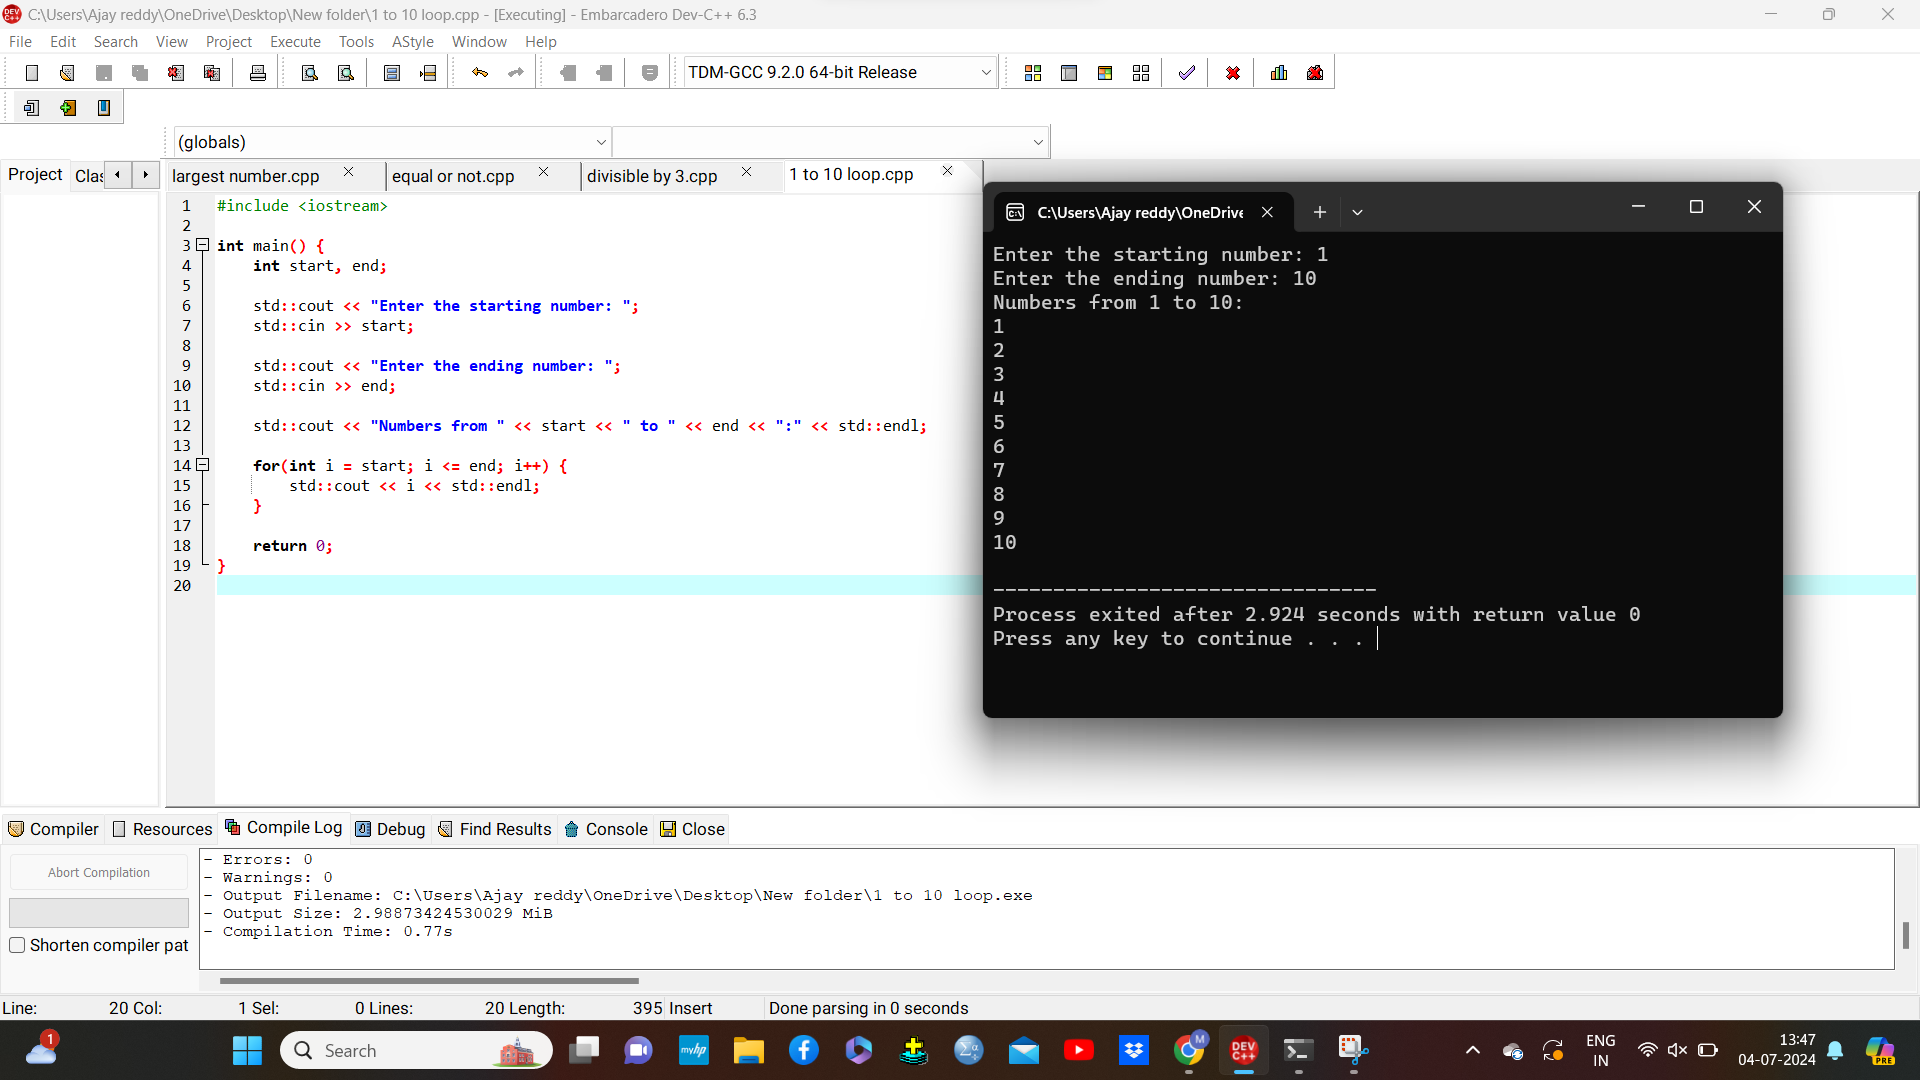 C:\Users\Ajay reddy\OneDrive\Desktop\New folder\1 to 10 loop.cpp - [Executing] - Embarcadero Dev-C++ 6.3
File Edit Search View Project Execute Tools AStyle Window Help
TDM-GCC 9.2.0 64-bit Release
(globals)
Project Clas largest number.cpp equal or not.cpp divisible by 3.cpp 1 to 10 loop.cpp
1 #include <iostream>
2
3 int main() {
4 int start, end;
5
6 std::cout << "Enter the starting number: ";
7 std::cin >> start;
8
9 std::cout << "Enter the ending number: ";
10 std::cin >> end;
11
12 std::cout << "Numbers from " << start << " to " << end << ":" << std::endl;
13
14 for(int i = start; i <= end; i++) {
15 std::cout << i << std::endl;
16 }
17
18 return 0;
19 }
20
C:\Users\Ajay reddy\OneDrive
Enter the starting number: 1
Enter the ending number: 10
Numbers from 1 to 10:
1
2
3
4
5
6
7
8
9
10
--------------------------------
Process exited after 2.924 seconds with return value 0
Press any key to continue . . .
Compiler Resources Compile Log Debug Find Results Console Close
Abort Compilation
Shorten compiler pat
- Errors: 0
- Warnings: 0
- Output Filename: C:\Users\Ajay reddy\OneDrive\Desktop\New folder\1 to 10 loop.exe
- Output Size: 2.98873424530029 MiB
- Compilation Time: 0.77s
Line: 20 Col: 1 Sel: 0 Lines: 20 Length: 395 Insert Done parsing in 0 seconds
1
Search
myhp
M
DEV C++
ENG
IN
13:47
04-07-2024
PRE